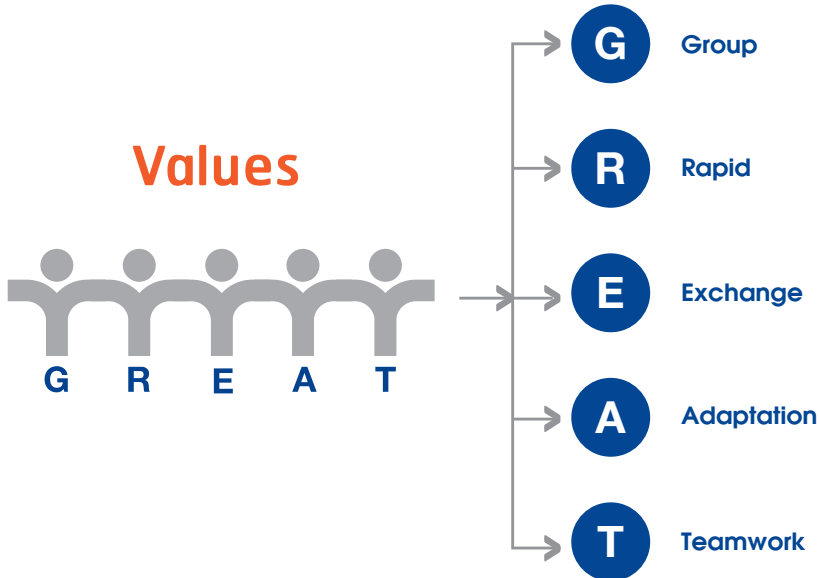 Values
G R E A T
G Group
R Rapid
E Exchange
A Adaptation
T Teamwork